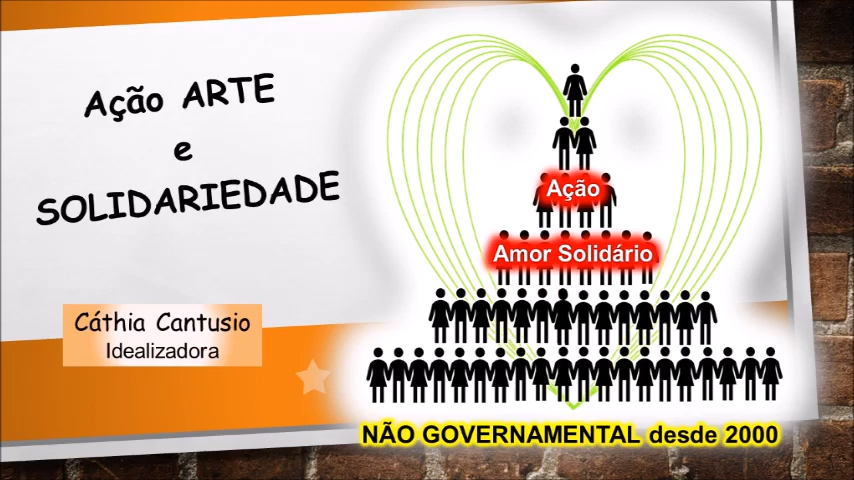 Ação ARTE
e
SOLIDARIEDADE
Cáthia Cantusio
Idealizadora
Ação
Amor Solidário
NÃO GOVERNAMENTAL desde 2000